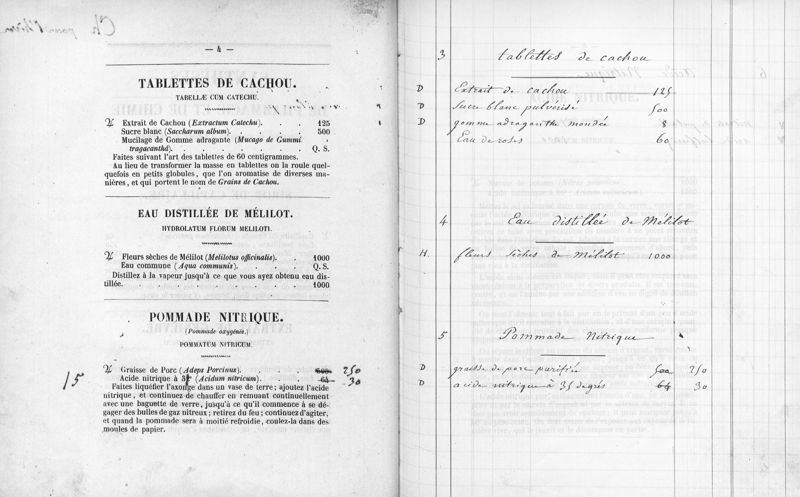 — 4 —
TABLETTES DE CACHOU.
TABELLÆ CUM CATECHU.
Extrait de Cachou (Extractum Catechu). . . . . 125
Sucre blanc (Saccharum album). . . . . 500
Mucilage de Gomme adragante (Mucago de Gummi
tragacanthd). . . . . Q. S.
Faites suivant l'art des tablettes de 60 centigrammes.
Au lieu de transformer la masse en tablettes on la roule quel-
quefois en petits globules, que l'on aromatise de diverses ma-
nières, et qui portent le nom de Grains de Cachou.
EAU DISTILLÉE DE MÉLILOT.
HYDROLATUM FLORUM MELILOTI.
Fleurs sèches de Mélilot (Melilotus officinalis). . . . 1000
Eau commune (Aqua communis). . . . . Q. S.
Distillez à la vapeur jusqu'à ce que vous ayez obtenu eau dis-
tillée. . . . . 1000
POMMADE NITRIQUE.
(Pommade oxygénée.)
POMMATUM NITRICUM.
Graisse de Porc (Adeps Porcinus). . . . . 500 250
15 Acide nitrique à 35 (Acidum nitricum). . . . . 64 30
Faites liquéfier l'axonge dans un vase de terre; ajoutez l'acide
nitrique, et continuez de chauffer en remuant continuellement
avec une baguette de verre, jusqu'à ce qu'il commence à se dé-
gager des bulles de gaz nitreux; retirez du feu; continuez d'agiter,
et quand la pommade sera à moitié refroidie, coulez-la dans des
moules de papier.
3 tablettes de cachou
D Extrait de cachou 125
D Sucre blanc pulvérisé 500
D gomme adraganthe mondée 8
Eau de roses 60
4 Eau distillée de Mélilot
H. fleurs sèches de Mélilot 1000
5 Pommade Nitrique
D graisse de porc purifiée 500 250
D acide nitrique à 35 degrés 64 30